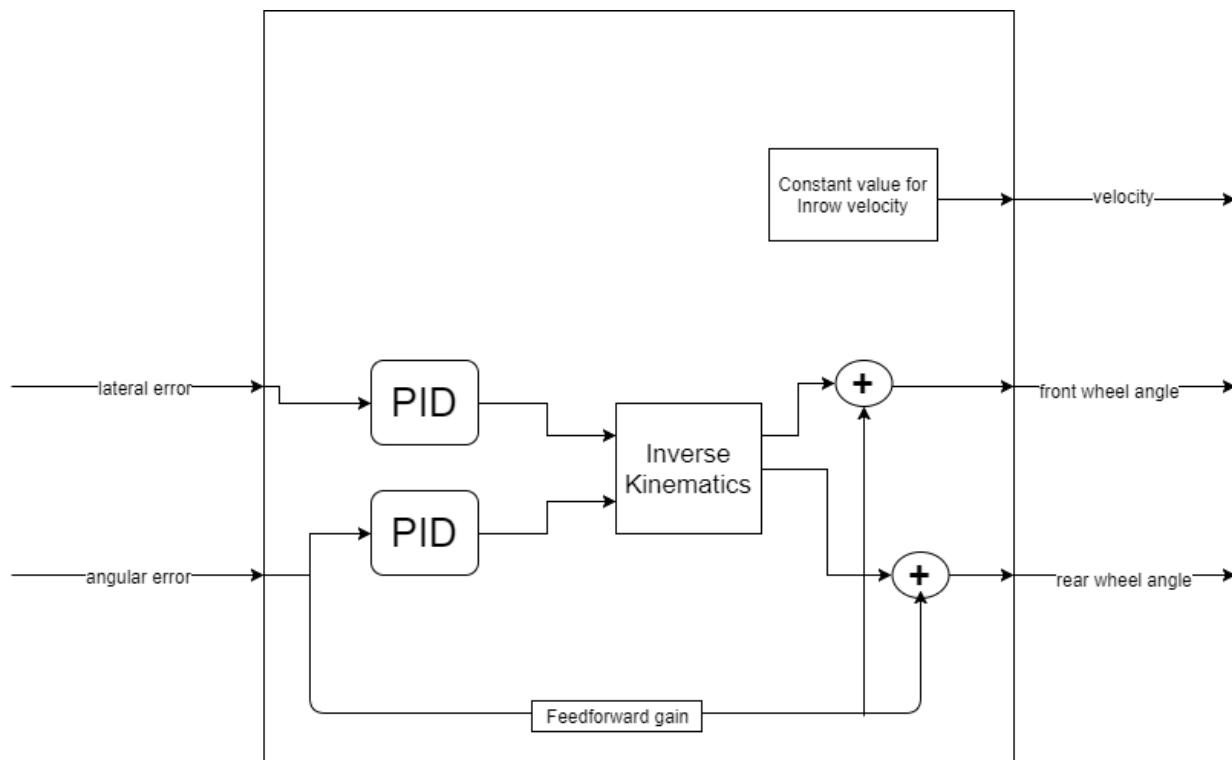 Constant value for
Inrow velocity
velocity
lateral error
PID
+
front wheel angle
Inverse
Kinematics
PID
angular error
+
rear wheel angle
Feedforward gain